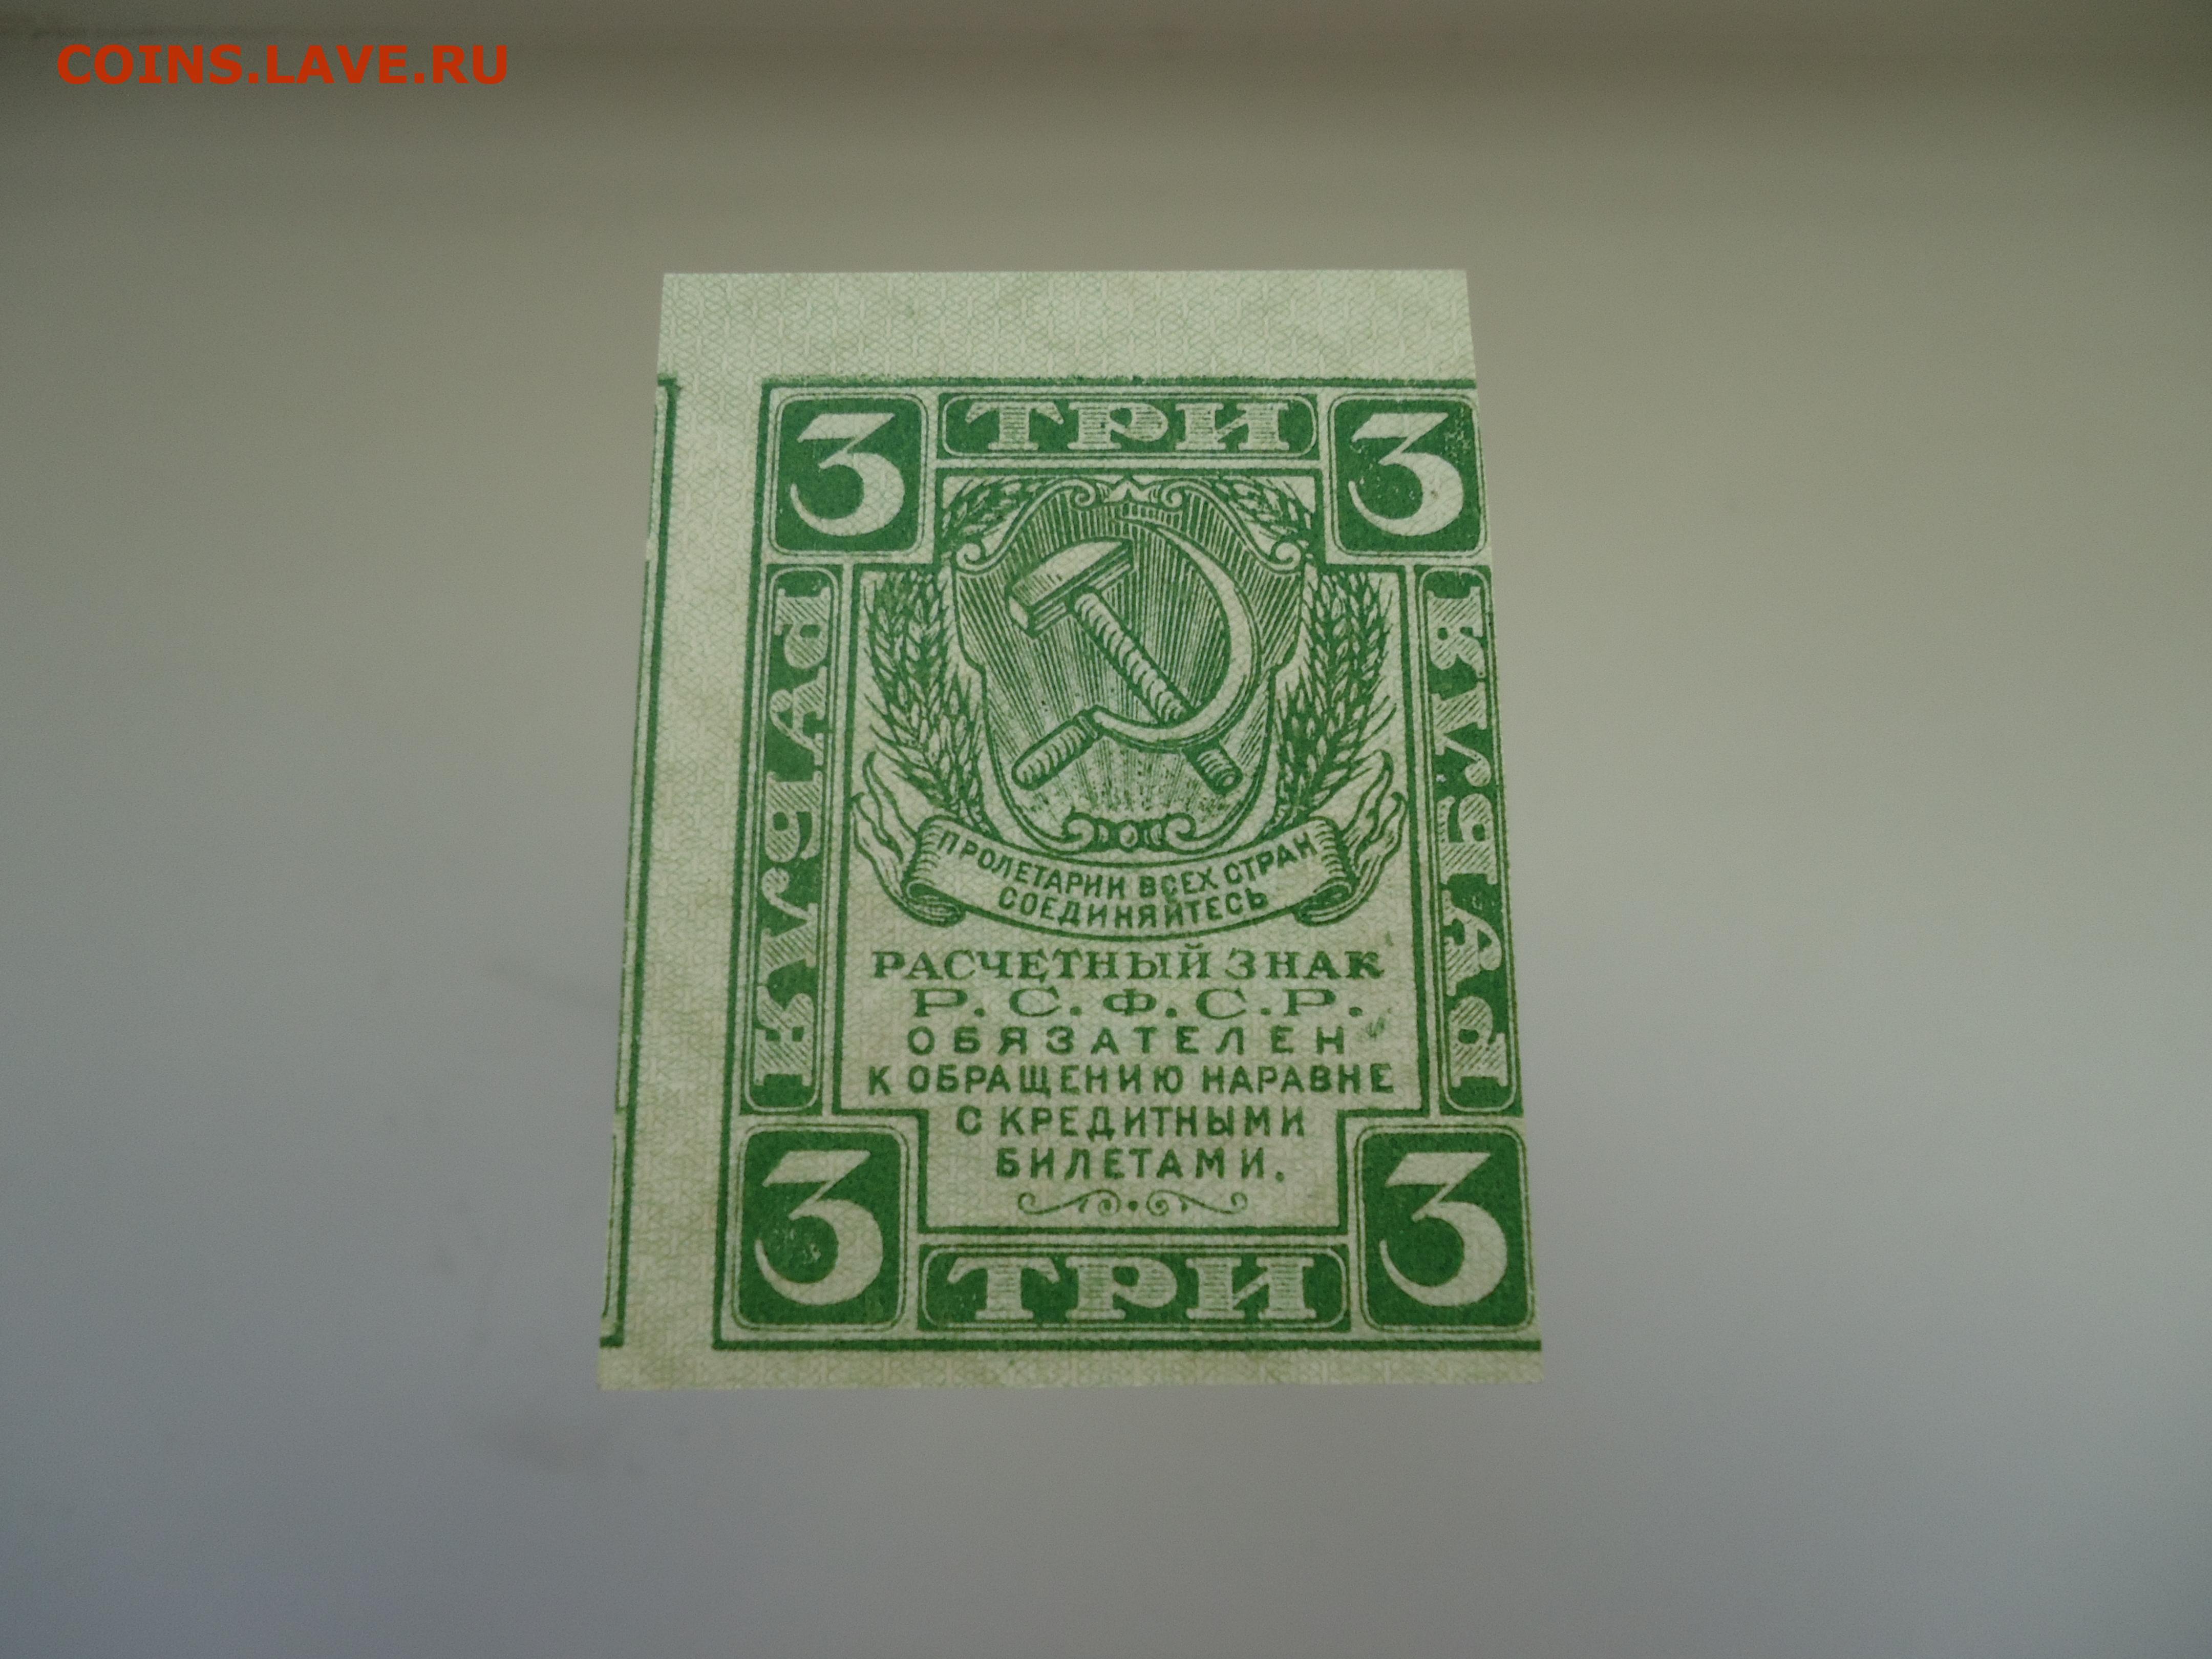 COINS.LAVE.RU
3 ТРИ 3
РУБЛЯ
РУБЛЯ
ПРОЛЕТАРИИ ВСЕХ СТРАН
СОЕДИНЯЙТЕСЬ
РАСЧЕТНЫЙ ЗНАК
Р.С.Ф.С.Р.
ОБЯЗАТЕЛЕН
К ОБРАЩЕНИЮ НАРАВНЕ
С КРЕДИТНЫМИ
БИЛЕТАМИ.
3 ТРИ 3